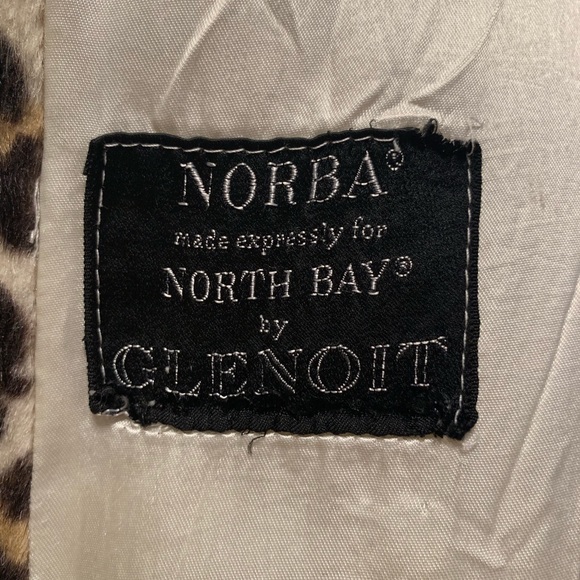 NORBA®
made expressly for
NORTH BAY®
by
GLENOIT